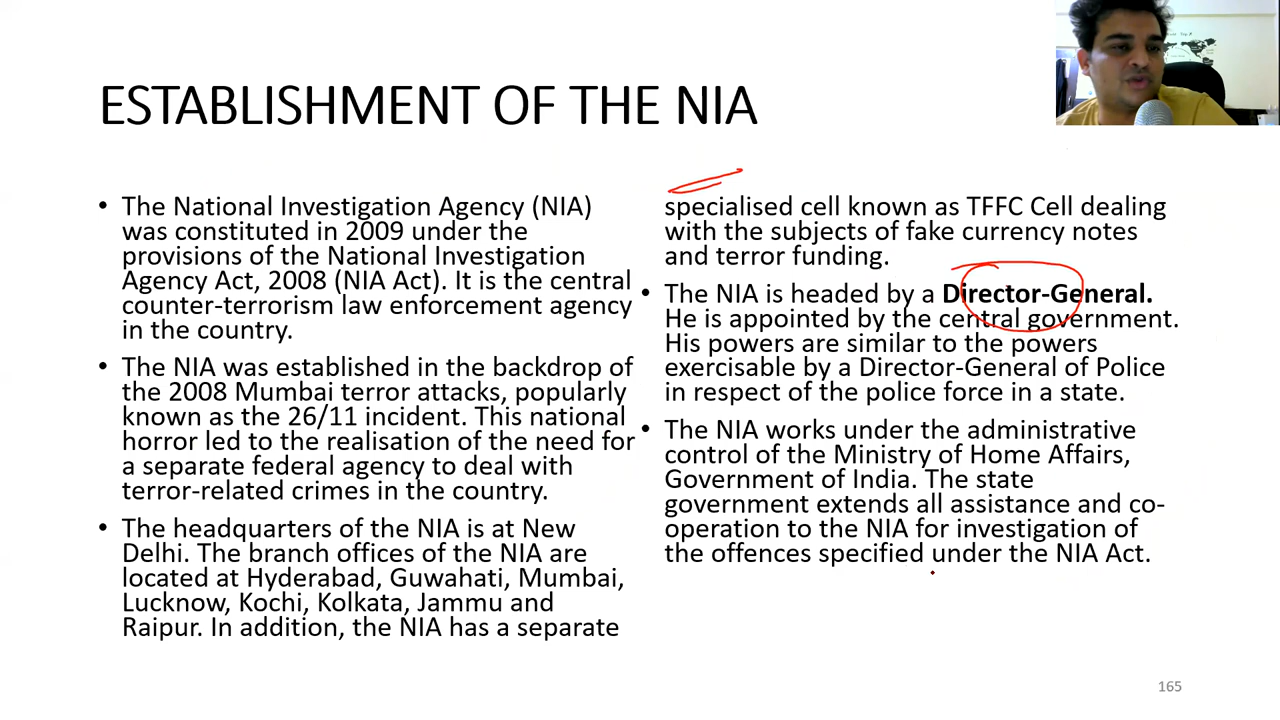 ESTABLISHMENT OF THE NIA
• The National Investigation Agency (NIA)
was constituted in 2009 under the
provisions of the National Investigation
Agency Act, 2008 (NIA Act). It is the central
counter-terrorism law enforcement agency
in the country.
• The NIA was established in the backdrop of
the 2008 Mumbai terror attacks, popularly
known as the 26/11 incident. This national
horror led to the realisation of the need for
a separate federal agency to deal with
terror-related crimes in the country.
• The headquarters of the NIA is at New
Delhi. The branch offices of the NIA are
located at Hyderabad, Guwahati, Mumbai,
Lucknow, Kochi, Kolkata, Jammu and
Raipur. In addition, the NIA has a separate
specialised cell known as TFFC Cell dealing
with the subjects of fake currency notes
and terror funding.
• The NIA is headed by a Director-General.
He is appointed by the central government.
His powers are similar to the powers
exercisable by a Director-General of Police
in respect of the police force in a state.
• The NIA works under the administrative
control of the Ministry of Home Affairs,
Government of India. The state
government extends all assistance and co-
operation to the NIA for investigation of
the offences specified under the NIA Act.
165